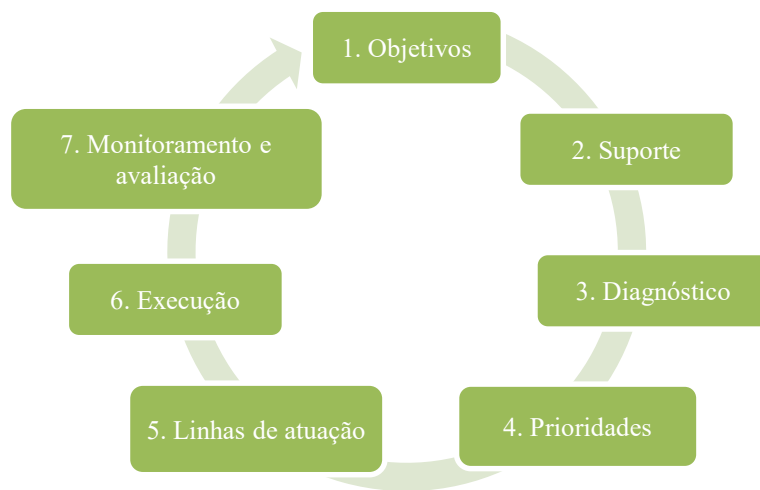 1. Objetivos
2. Suporte
3. Diagnóstico
4. Prioridades
5. Linhas de atuação
6. Execução
7. Monitoramento e
avaliação